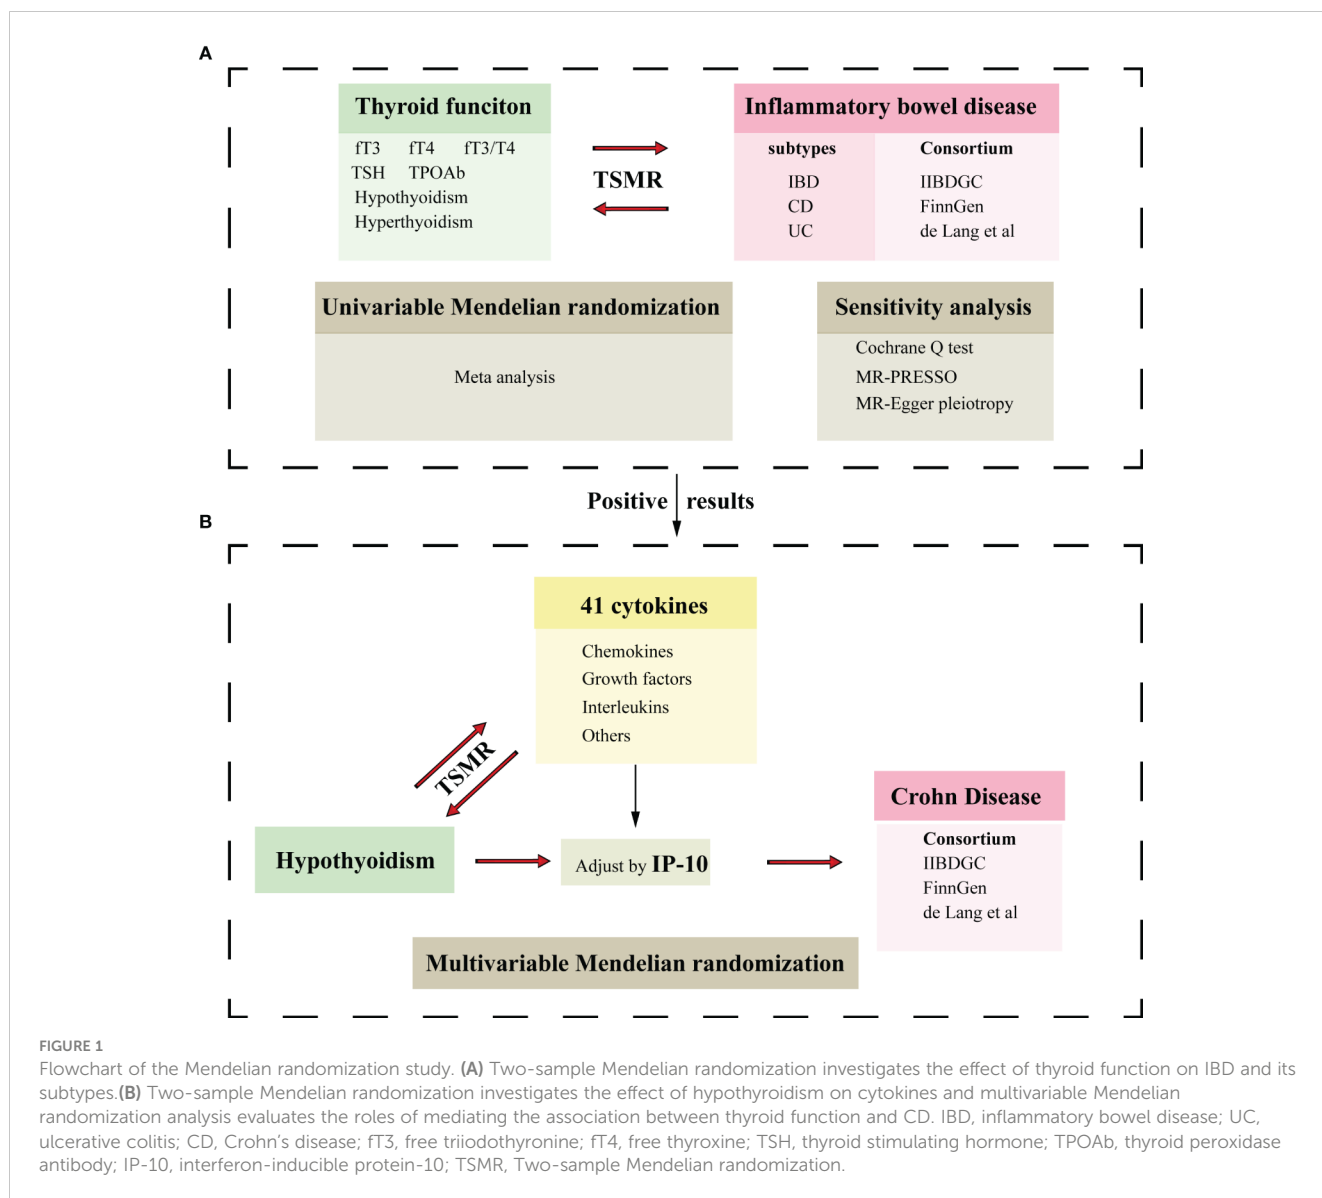 A
Thyroid funciton
fT3 fT4 fT3/T4
TSH TPOAb
Hypothyoidism
Hyperthyoidism
TSMR
Inflammatory bowel disease
subtypes Consortium
IBD IIBDGC
CD FinnGen
UC de Lang et al
Univariable Mendelian randomization
Meta analysis
Sensitivity analysis
Cochrane Q test
MR-PRESSO
MR-Egger pleiotropy
Positive results
B
41 cytokines
Chemokines
Growth factors
Interleukins
Others
TSMR
Hypothyoidism
Adjust by IP-10
Crohn Disease
Consortium
IIBDGC
FinnGen
de Lang et al
Multivariable Mendelian randomization
FIGURE 1
Flowchart of the Mendelian randomization study. (A) Two-sample Mendelian randomization investigates the effect of thyroid function on IBD and its
subtypes.(B) Two-sample Mendelian randomization investigates the effect of hypothyroidism on cytokines and multivariable Mendelian
randomization analysis evaluates the roles of mediating the association between thyroid function and CD. IBD, inflammatory bowel disease; UC,
ulcerative colitis; CD, Crohn's disease; fT3, free triiodothyronine; fT4, free thyroxine; TSH, thyroid stimulating hormone; TPOAb, thyroid peroxidase
antibody; IP-10, interferon-inducible protein-10; TSMR, Two-sample Mendelian randomization.